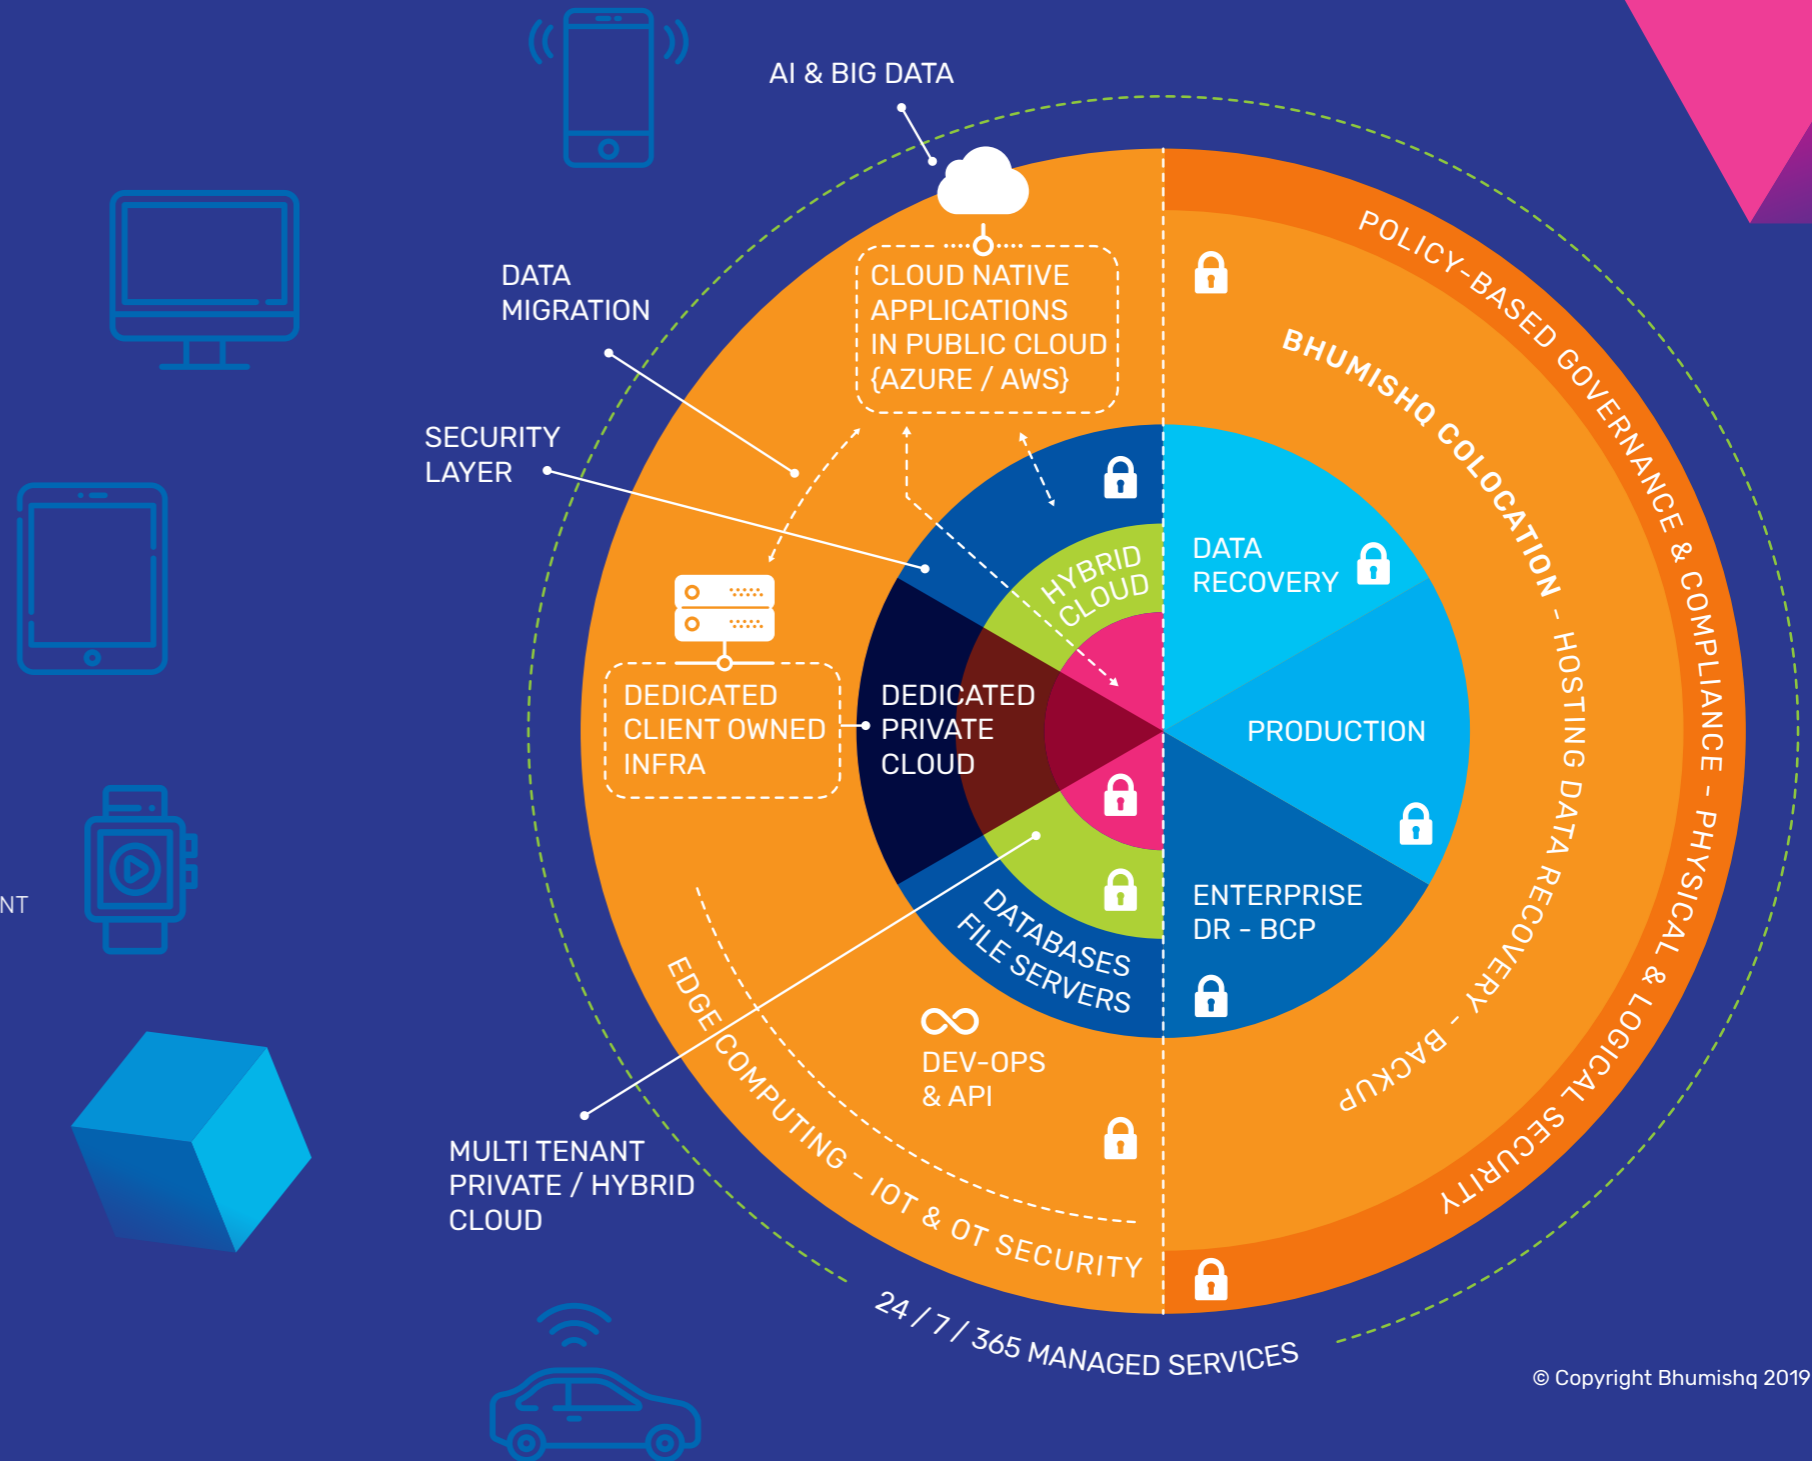 AI & BIG DATA
DATA
MIGRATION
SECURITY
LAYER
CLOUD NATIVE
APPLICATIONS
IN PUBLIC CLOUD
{AZURE / AWS}
POLICY-BASED GOVERNANCE & COMPLIANCE - PHYSICAL & LOGICAL SECURITY
BHUMISHQ COLOCATION - HOSTING DATA RECOVERY - BACKUP
HYBRID
CLOUD
DATA
RECOVERY
DEDICATED
CLIENT OWNED
INFRA
DEDICATED
PRIVATE
CLOUD
PRODUCTION
ENTERPRISE
DR - BCP
DATABASES
FILE SERVERS
DEV-OPS
& API
EDGE COMPUTING - IOT & OT SECURITY
MULTI TENANT
PRIVATE / HYBRID
CLOUD
24 / 7 / 365 MANAGED SERVICES
NT
© Copyright Bhumishq 2019